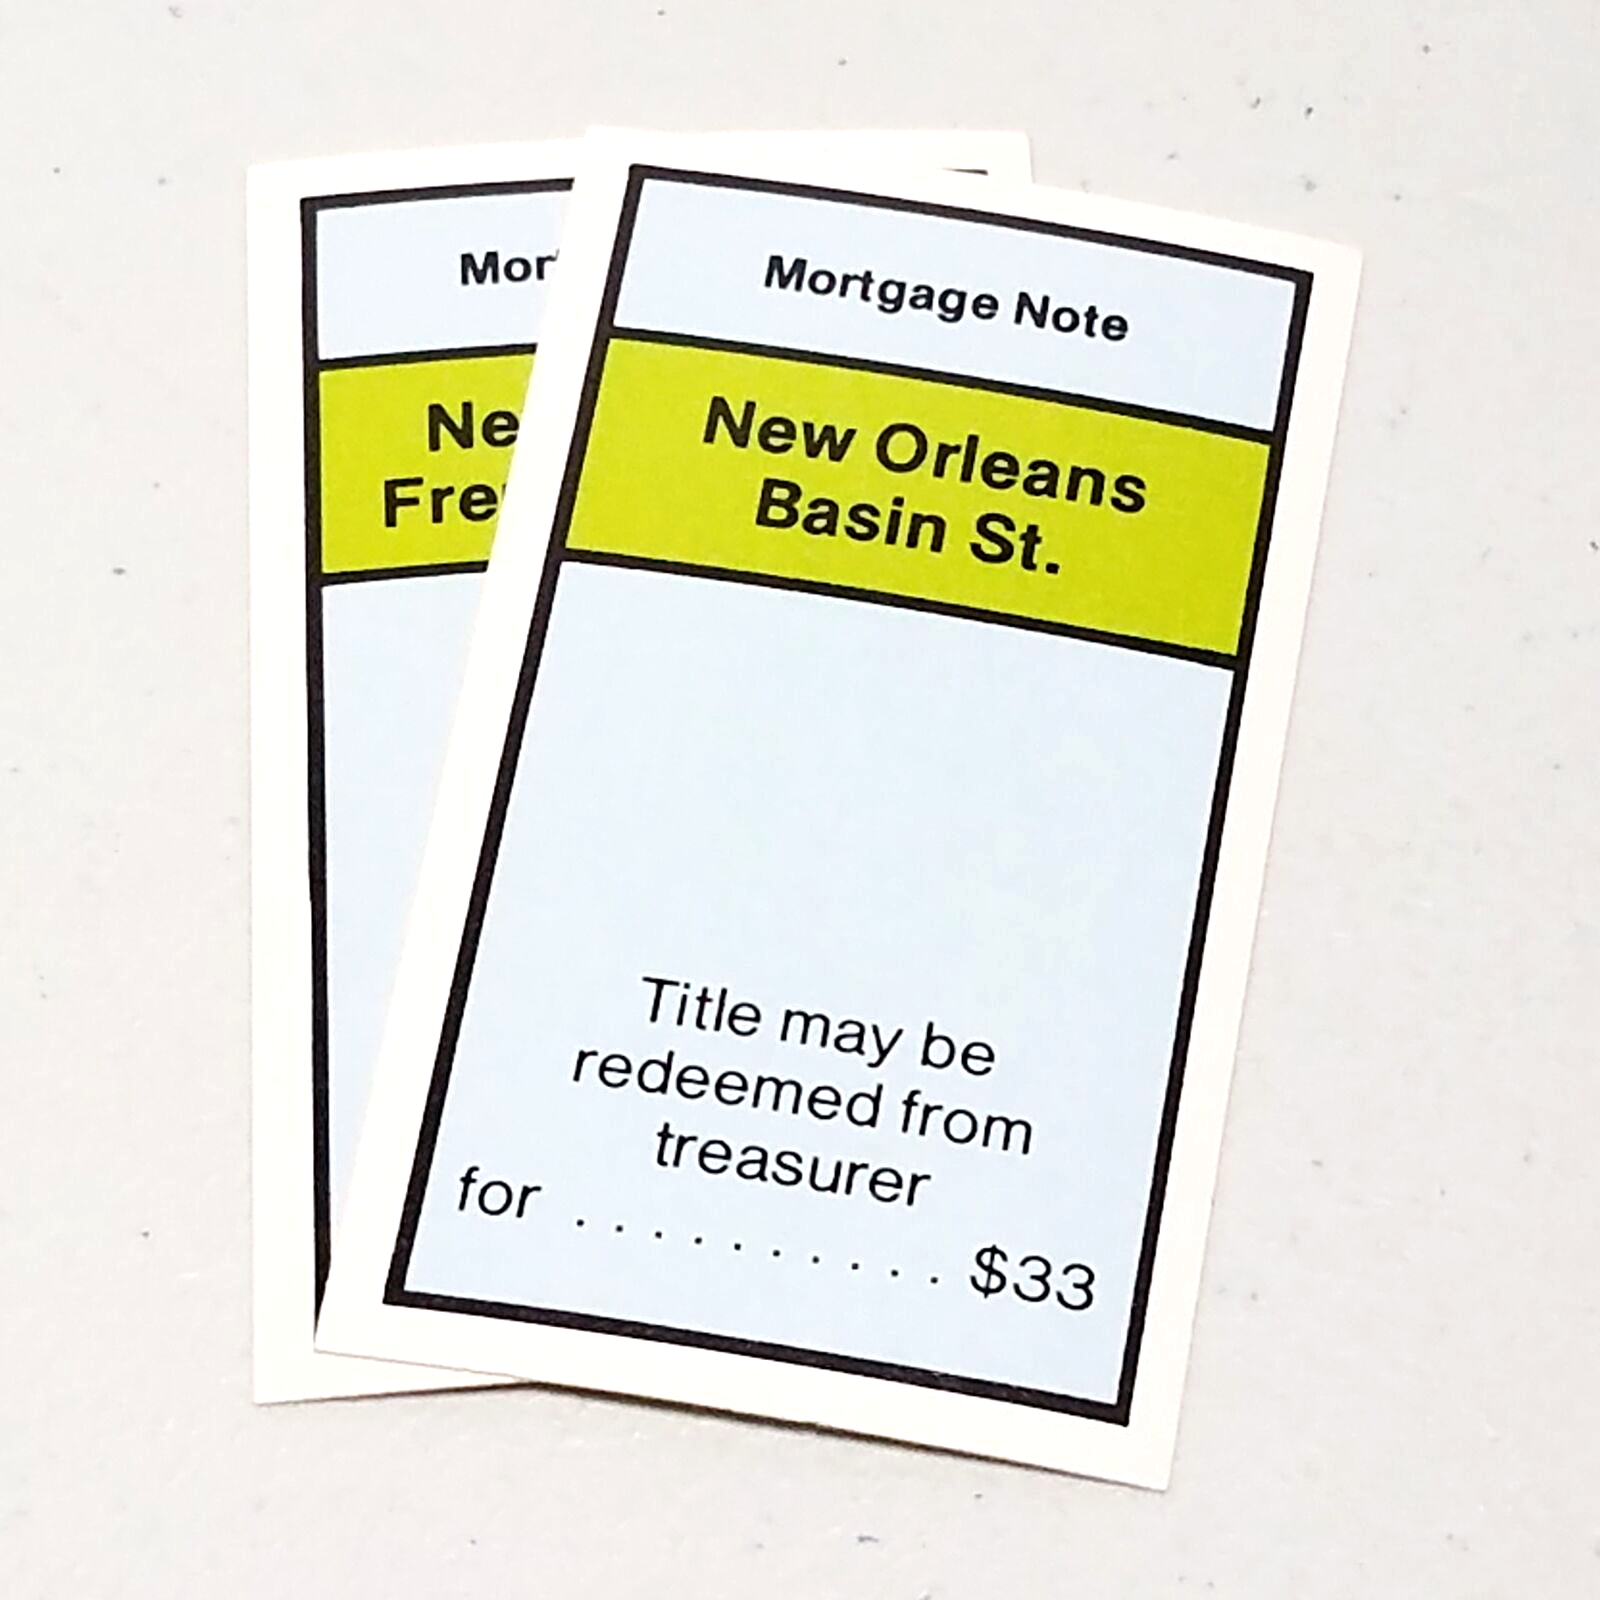 Mortgage Note
New Orleans
Basin St.
Title may be
redeemed from
treasurer
for . . . . . . . . . . $33